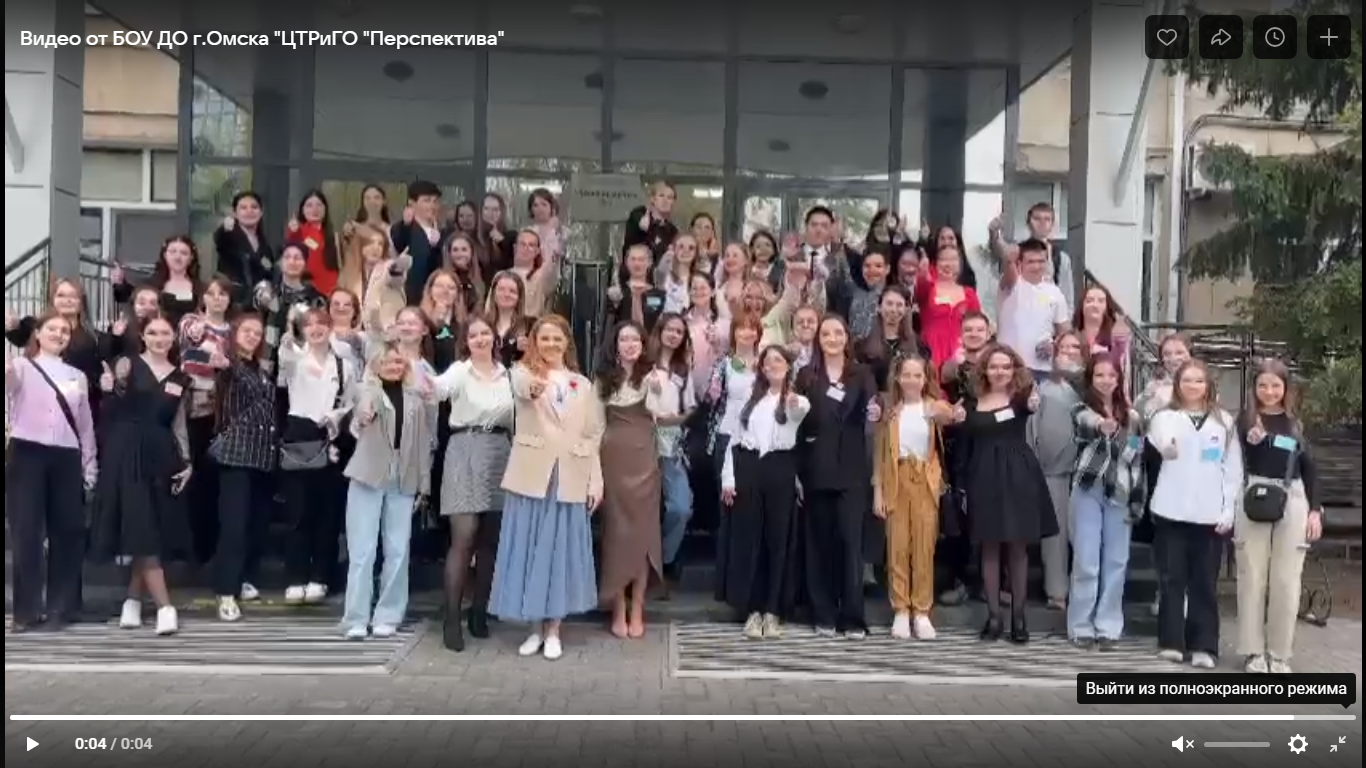 Видео от БОУ ДО г.Омска "ЦТРиГО "Перспектива"
Выйти из полноэкранного режима
0:04 / 0:04